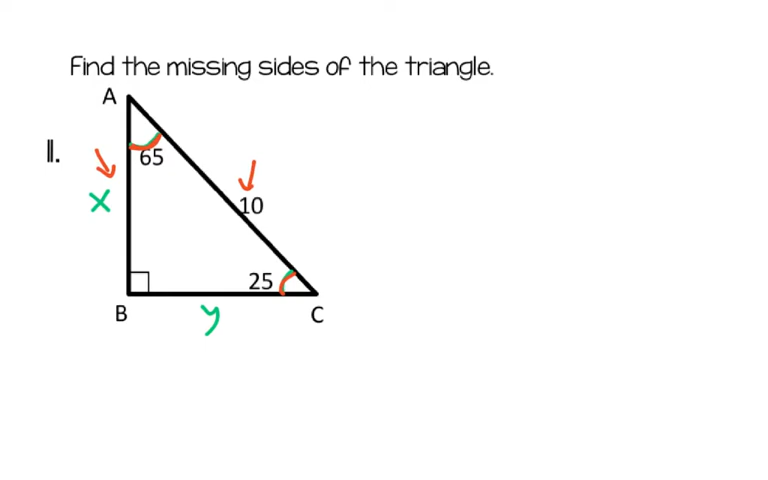 Find the missing sides of the triangle.
A
11.
65
x
10
25
B
y
C